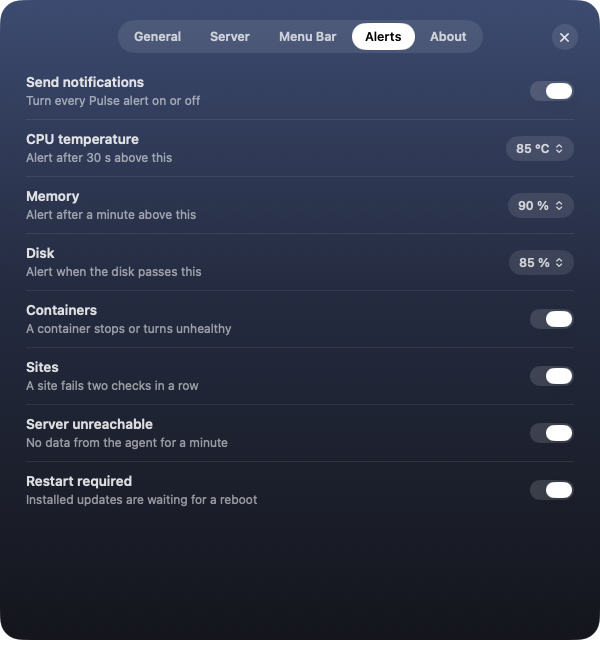 General Server Menu Bar Alerts About
Send notifications
Turn every Pulse alert on or off
CPU temperature
Alert after 30 s above this
85 °C
Memory
Alert after a minute above this
90 %
Disk
Alert when the disk passes this
85 %
Containers
A container stops or turns unhealthy
Sites
A site fails two checks in a row
Server unreachable
No data from the agent for a minute
Restart required
Installed updates are waiting for a reboot